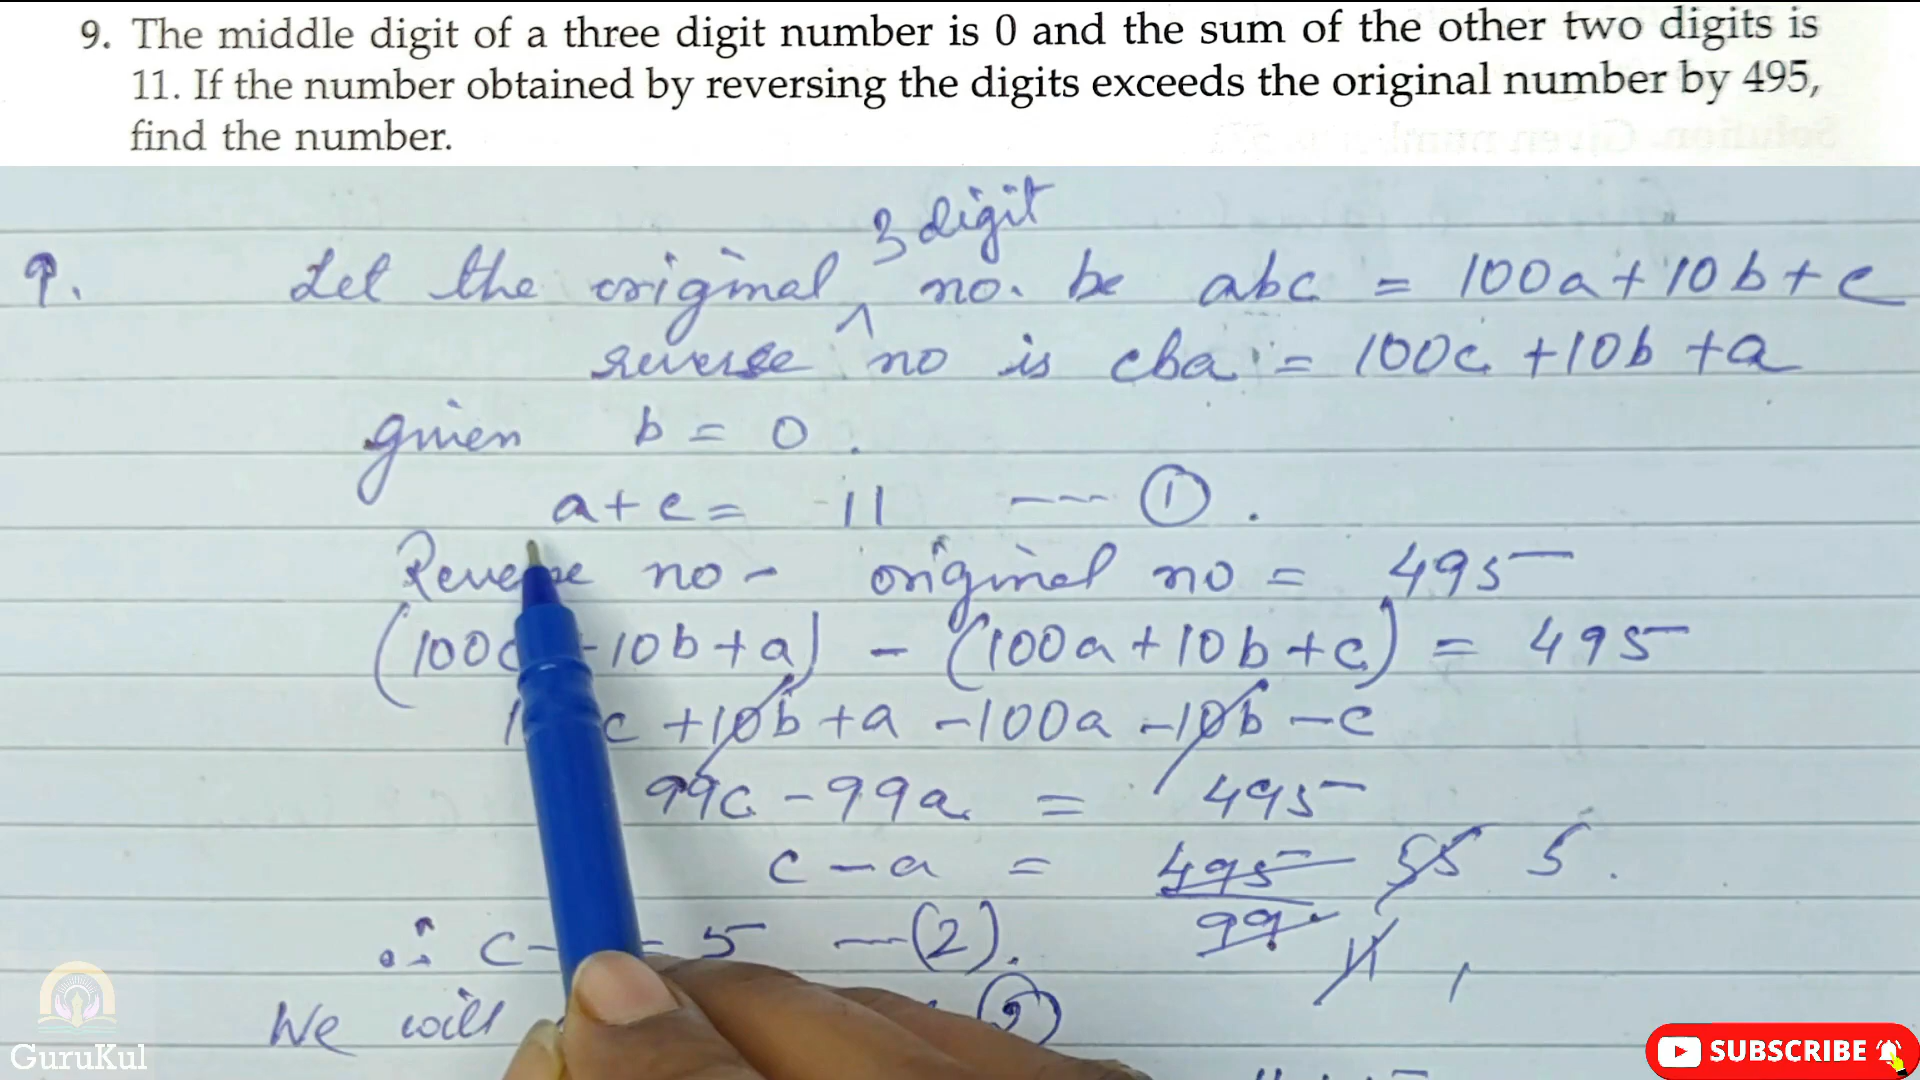 9. The middle digit of a three digit number is 0 and the sum of the other two digits is
11. If the number obtained by reversing the digits exceeds the original number by 495,
find the number.
3 digit
9. Let the original ^ no. be abc = 100a + 10b + c
reverse no is cba = 100c + 10b + a
given b = 0.
a + c = 11 --- ①.
Reverse no - original no = 495
(100c + 10b + a) - (100a + 10b + c) = 495
c + 10b + a - 100a - 10b - c
99c - 99a = 495
c - a = 495/99 55 5.
11 1
∴ c - = 5 - (2).
We will ②
GuruKul
SUBSCRIBE